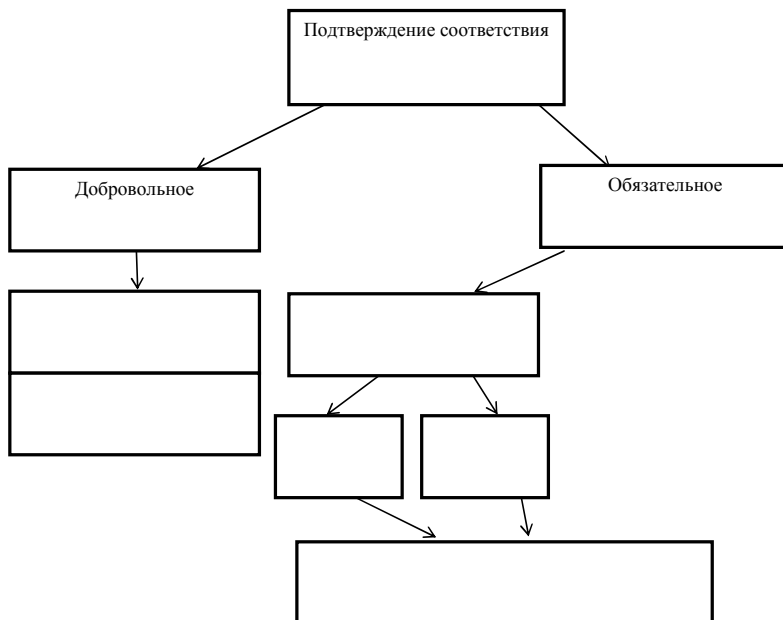 Подтверждение соответствия
Добровольное
Обязательное